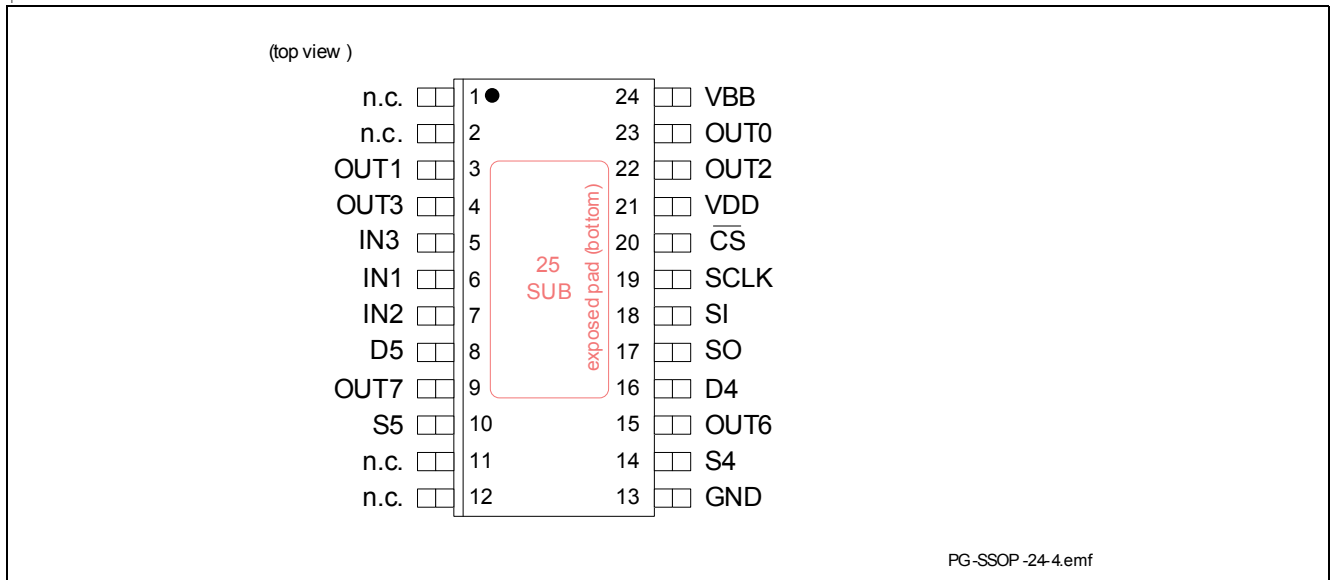 (top view )
n.c. 1 24 VBB
n.c. 2 23 OUT0
OUT1 3 22 OUT2
OUT3 4 21 VDD
IN3 5 20 CS
IN1 6 19 SCLK
IN2 7 18 SI
D5 8 17 SO
OUT7 9 16 D4
S5 10 15 OUT6
n.c. 11 14 S4
n.c. 12 13 GND
25
SUB
exposed pad (bottom)
PG-SSOP-24-4.emf